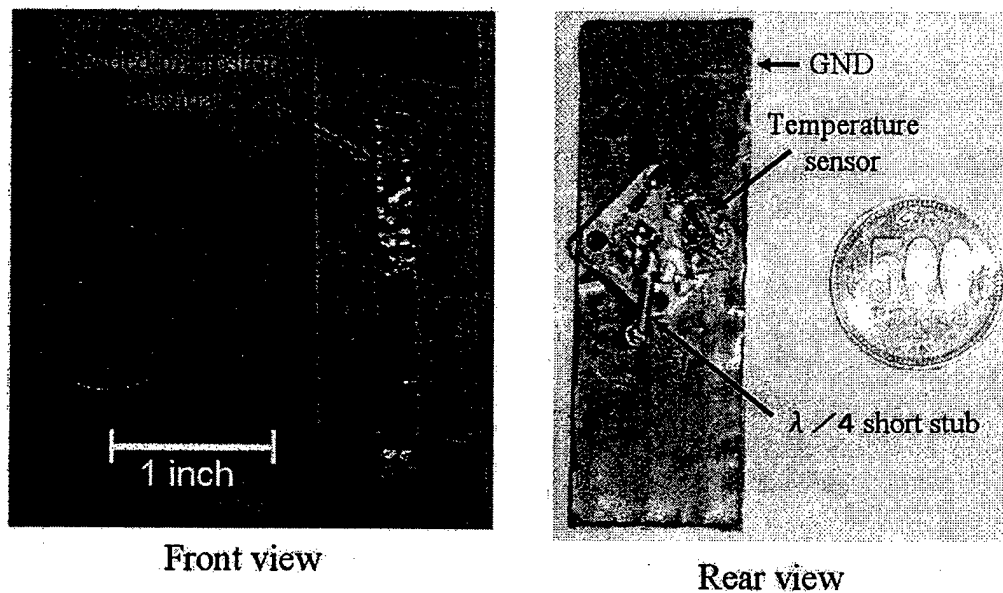 1 inch
Front view
GND
Temperature
sensor
500
λ/4 short stub
Rear view